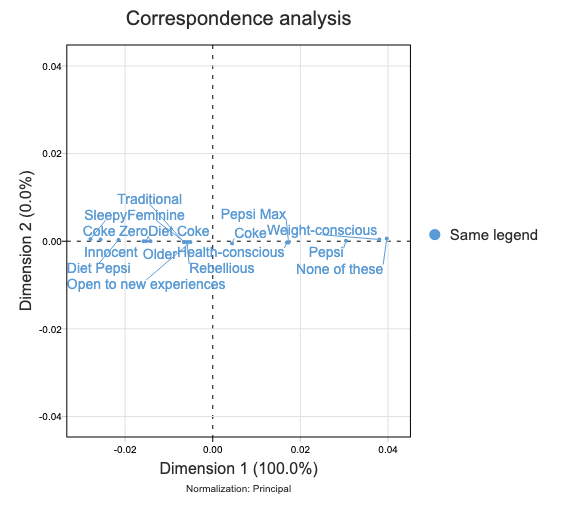 Correspondence analysis
0.04
0.02
0.00
-0.02
-0.04
Dimension 2 (0.0%)
Traditional
Sleepy
Feminine
Pepsi Max
Coke Zero
Diet Coke
Coke
Weight-conscious
Innocent
Older
Health-conscious
Pepsi
Diet Pepsi
Rebellious
None of these
Open to new experiences
Same legend
-0.02
0.00
0.02
0.04
Dimension 1 (100.0%)
Normalization: Principal